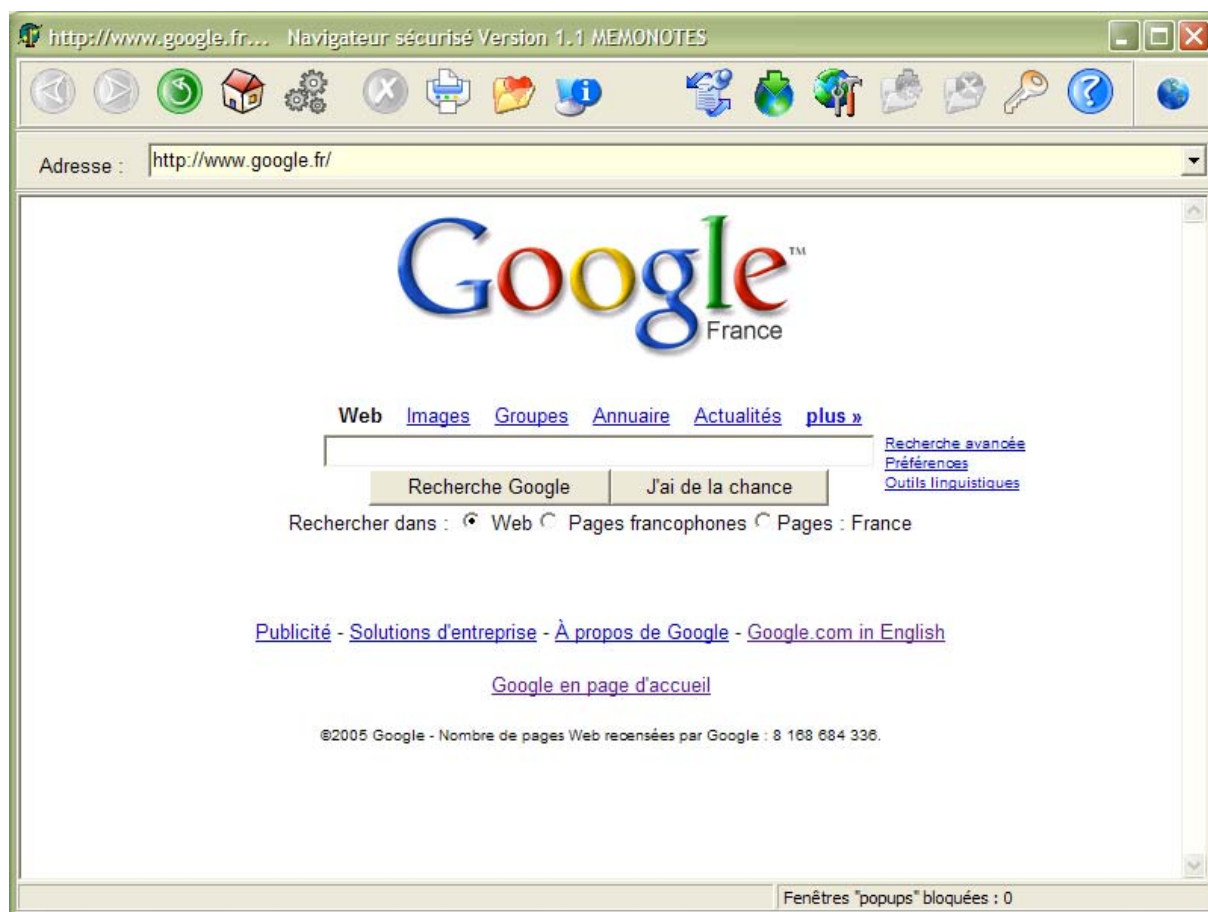 http://www.google.fr... Navigateur sécurisé Version 1.1 MEMONOTES
Adresse : http://www.google.fr/
Google™
France
Web Images Groupes Annuaire Actualités plus »
Recherche avancée
Préférences
Outils linguistiques
Recherche Google J'ai de la chance
Rechercher dans : Web Pages francophones Pages : France
Publicité - Solutions d'entreprise - À propos de Google - Google.com in English
Google en page d'accueil
©2005 Google - Nombre de pages Web recensées par Google : 8 168 684 336.
Fenêtres "popups" bloquées : 0